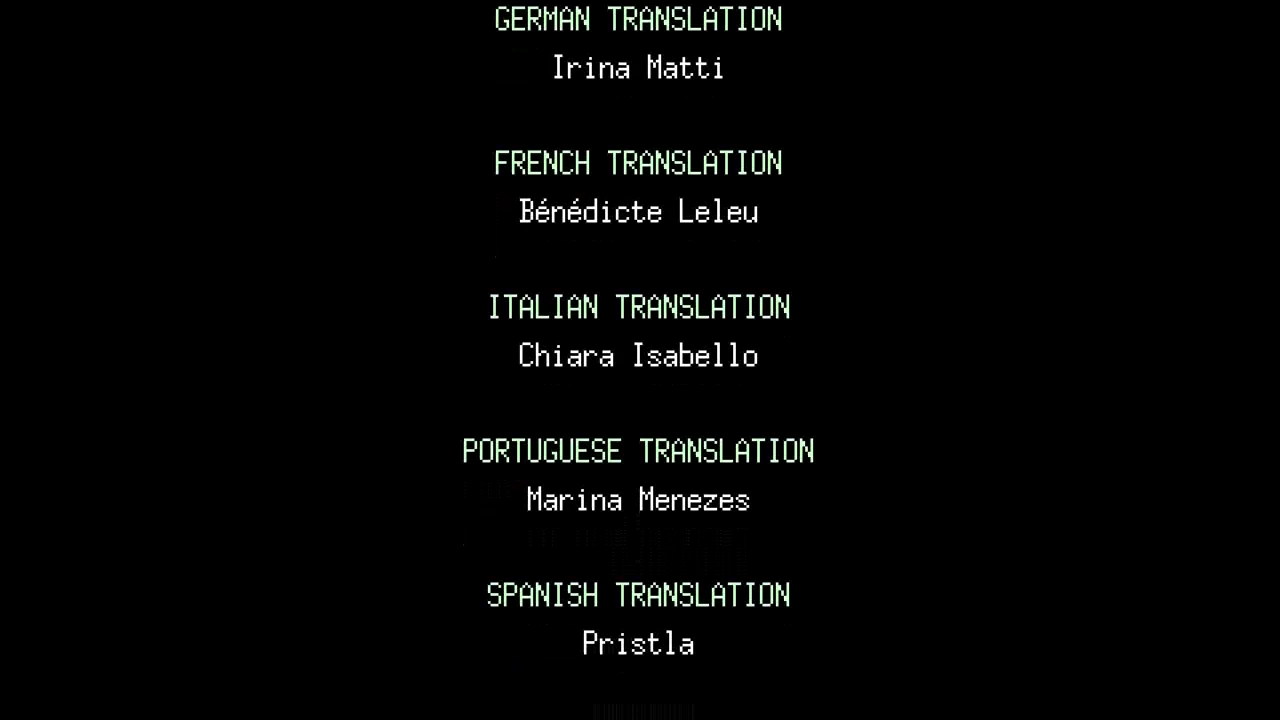 GERMAN TRANSLATION
Irina Matti
FRENCH TRANSLATION
Bénédicte Leleu
ITALIAN TRANSLATION
Chiara Isabello
PORTUGUESE TRANSLATION
Marina Menezes
SPANISH TRANSLATION
Pristla